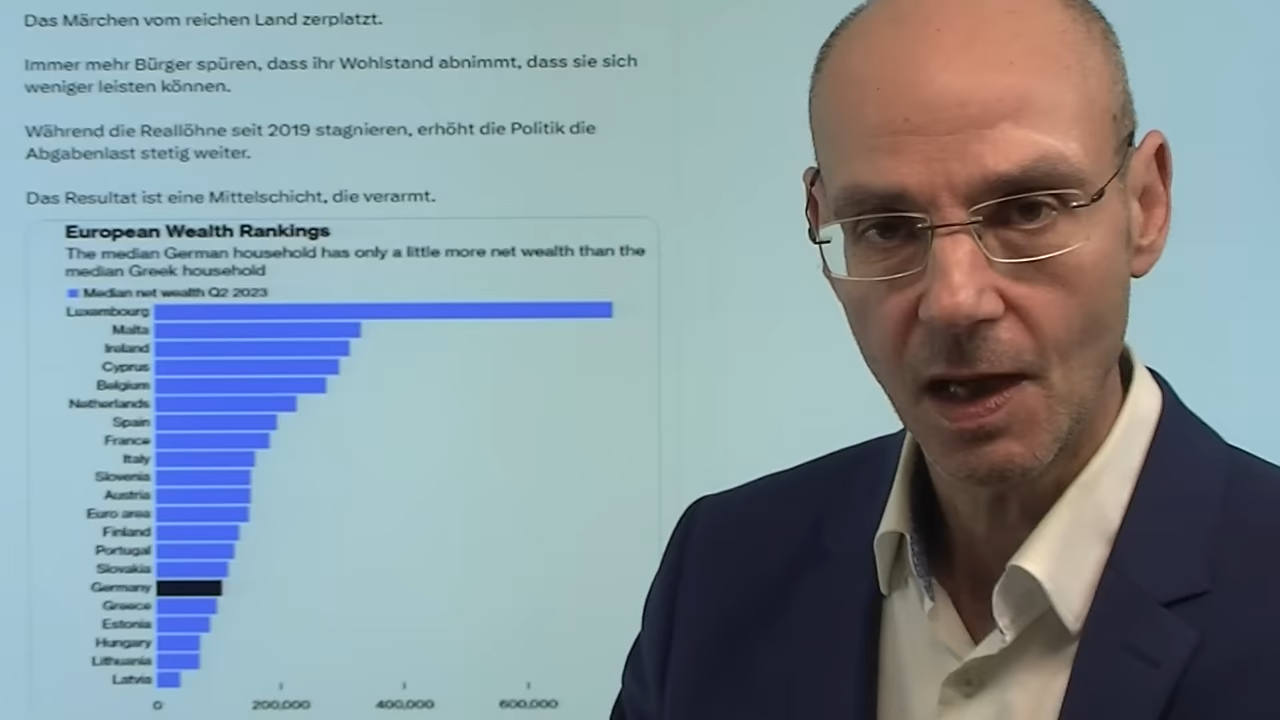 Das Märchen vom reichen Land zerplatzt.
Immer mehr Bürger spüren, dass ihr Wohlstand abnimmt, dass sie sich
weniger leisten können.
Während die Reallöhne seit 2019 stagnieren, erhöht die Politik die
Abgabenlast stetig weiter.
Das Resultat ist eine Mittelschicht, die verarmt.
European Wealth Rankings
The median German household has only a little more net wealth than the
median Greek household
Median net wealth Q2 2023
Luxembourg
Malta
Ireland
Cyprus
Belgium
Netherlands
Spain
France
Italy
Slovenia
Austria
Euro area
Finland
Portugal
Slovakia
Germany
Greece
Estonia
Hungary
Lithuania
Latvia
0 200,000 400,000 600,000